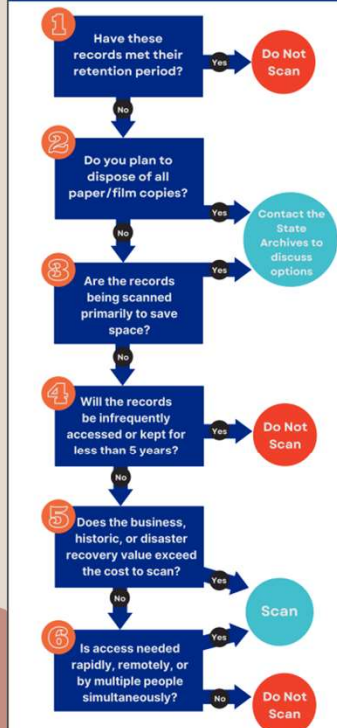 1
Have these
records met their
retention period?
Yes
Do Not
Scan
No
2
Do you plan to
dispose of all
paper/film copies?
Yes
Contact the
State
Archives to
discuss
options
No
3
Are the records
being scanned
primarily to save
space?
Yes
No
4
Will the records
be infrequently
accessed or kept for
less than 5 years?
Yes
Do Not
Scan
No
5
Does the business,
historic, or disaster
recovery value exceed
the cost to scan?
Yes
Scan
No
6
Is access needed
rapidly, remotely, or
by multiple people
simultaneously?
Yes
No
Do Not
Scan